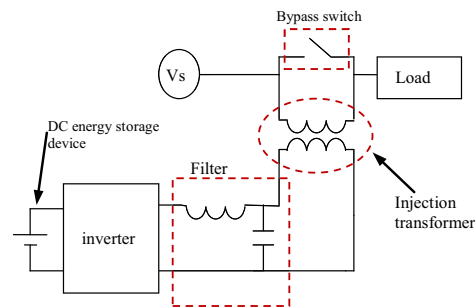 Bypass switch
Vs
Load
DC energy storage
device
Filter
Injection
transformer
inverter